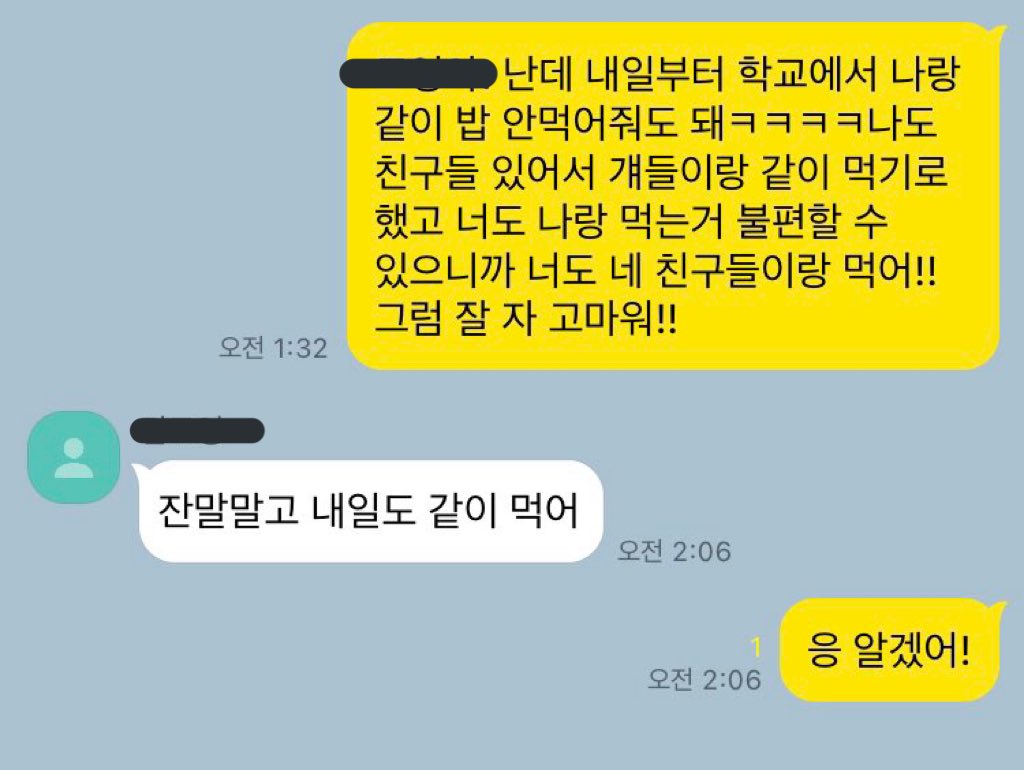 난데 내일부터 학교에서 나랑
같이 밥 안먹어줘도 돼ㅋㅋㅋㅋ나도
친구들 있어서 걔들이랑 같이 먹기로
했고 너도 나랑 먹는거 불편할 수
있으니까 너도 네 친구들이랑 먹어!!
그럼 잘 자 고마워!!
오전 1:32
잔말말고 내일도 같이 먹어
오전 2:06
응 알겠어!
1
오전 2:06